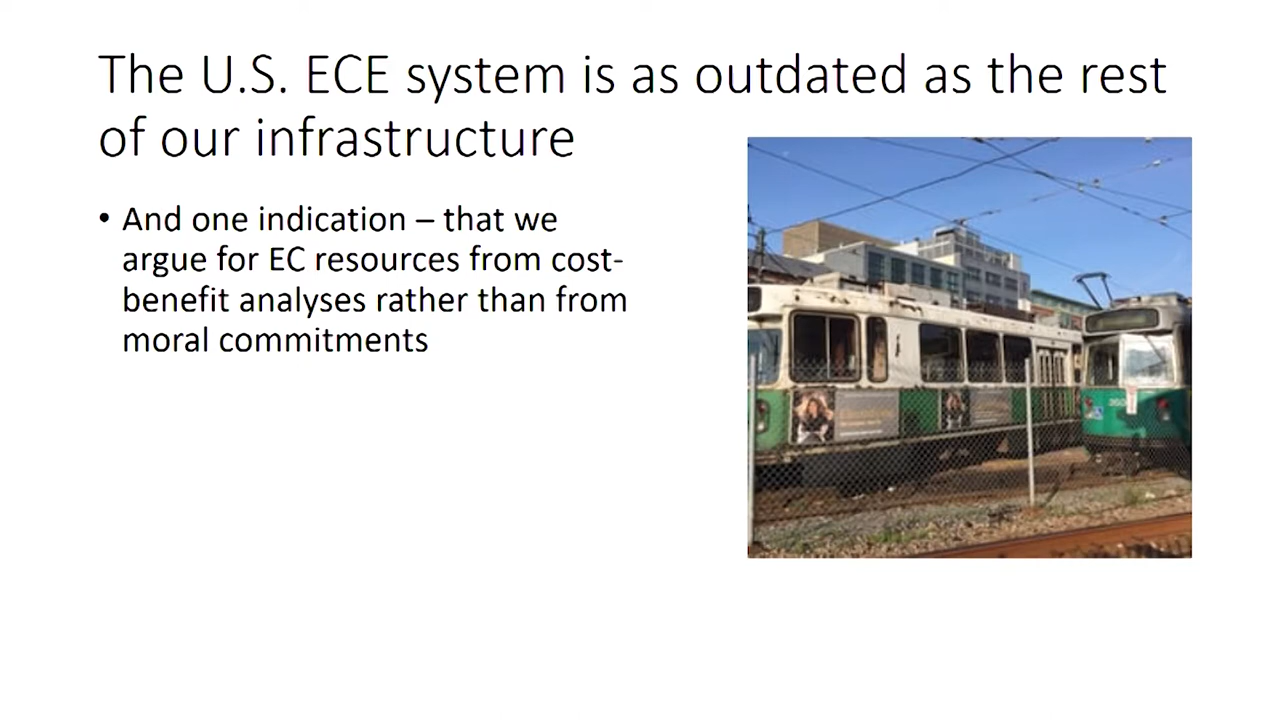 The U.S. ECE system is as outdated as the rest
of our infrastructure
• And one indication – that we
argue for EC resources from cost-
benefit analyses rather than from
moral commitments